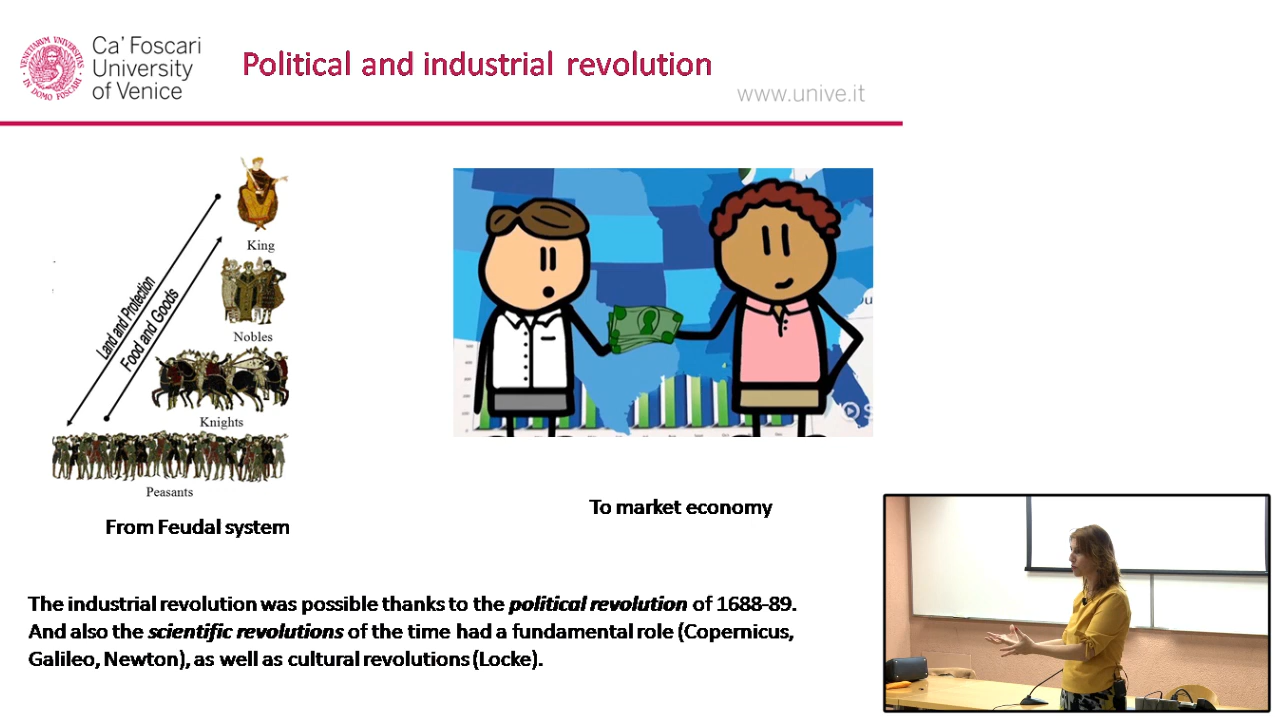 Ca' Foscari
University
of Venice
Political and industrial revolution
www.unive.it
King
Land and Protection
Food and Goods
Nobles
Knights
Peasants
From Feudal system
To market economy
The industrial revolution was possible thanks to the political revolution of 1688-89.
And also the scientific revolutions of the time had a fundamental role (Copernicus,
Galileo, Newton), as well as cultural revolutions (Locke).